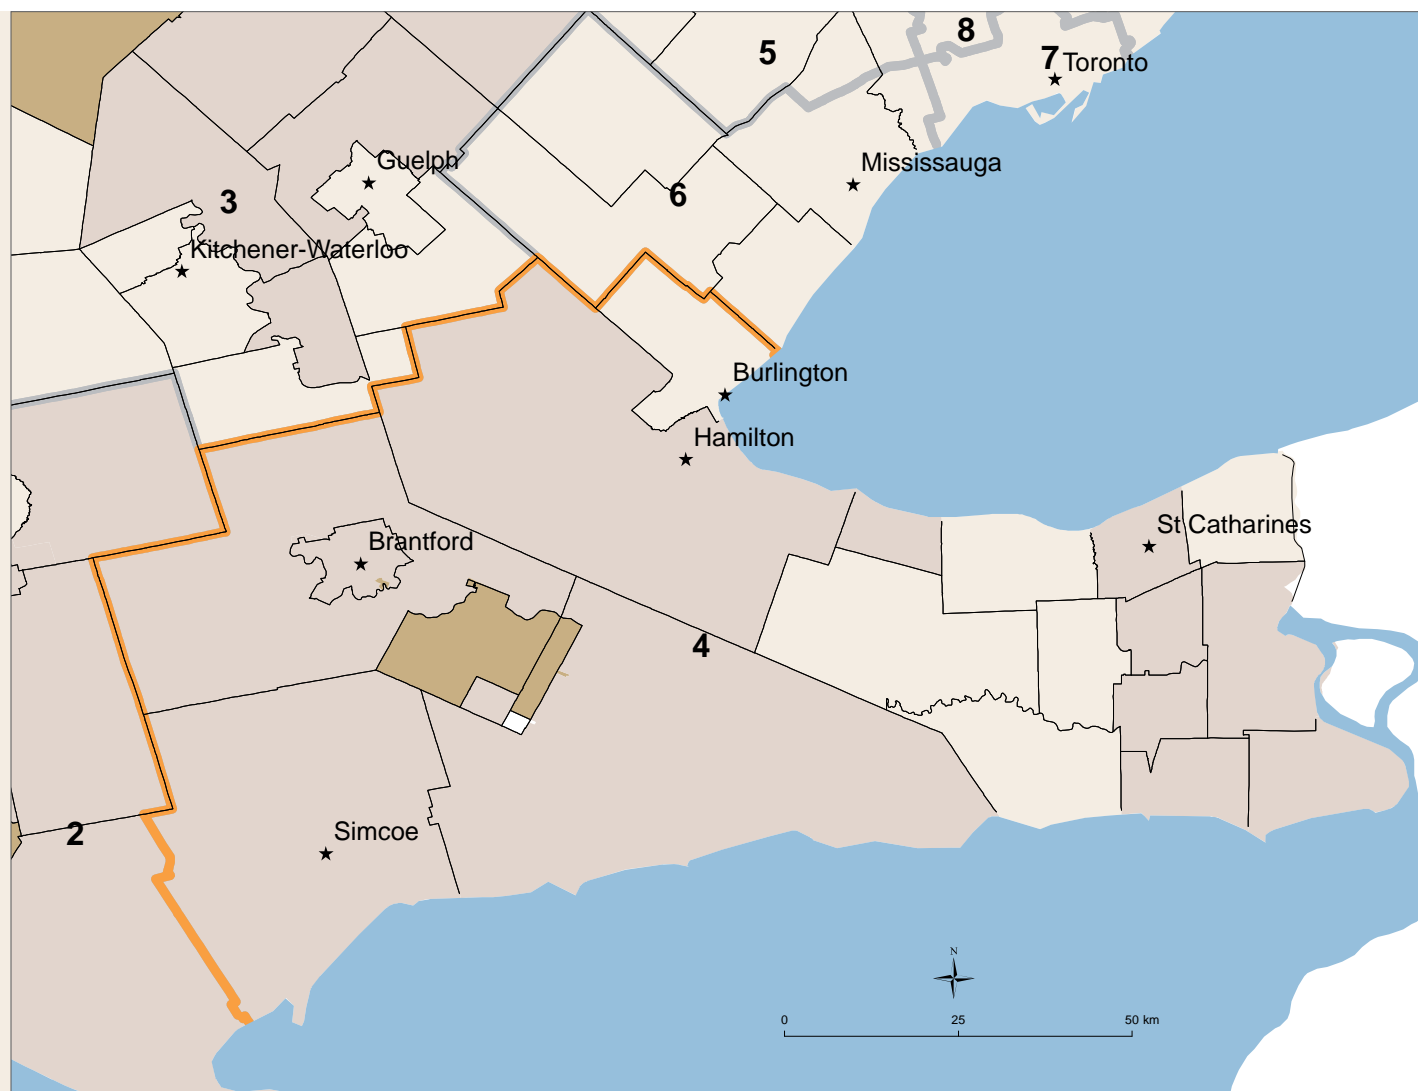 8
5
7
Toronto
Guelph
Mississauga
6
3
Kitchener-Waterloo
Burlington
Hamilton
St Catharines
Brantford
4
2
Simcoe
N
0 25 50 km